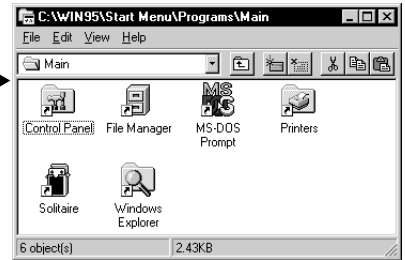 C:\WIN95\Start Menu\Programs\Main
File Edit View Help
Main
Control Panel File Manager MS-DOS Prompt Printers
Solitaire Windows Explorer
6 object(s) 2.43KB